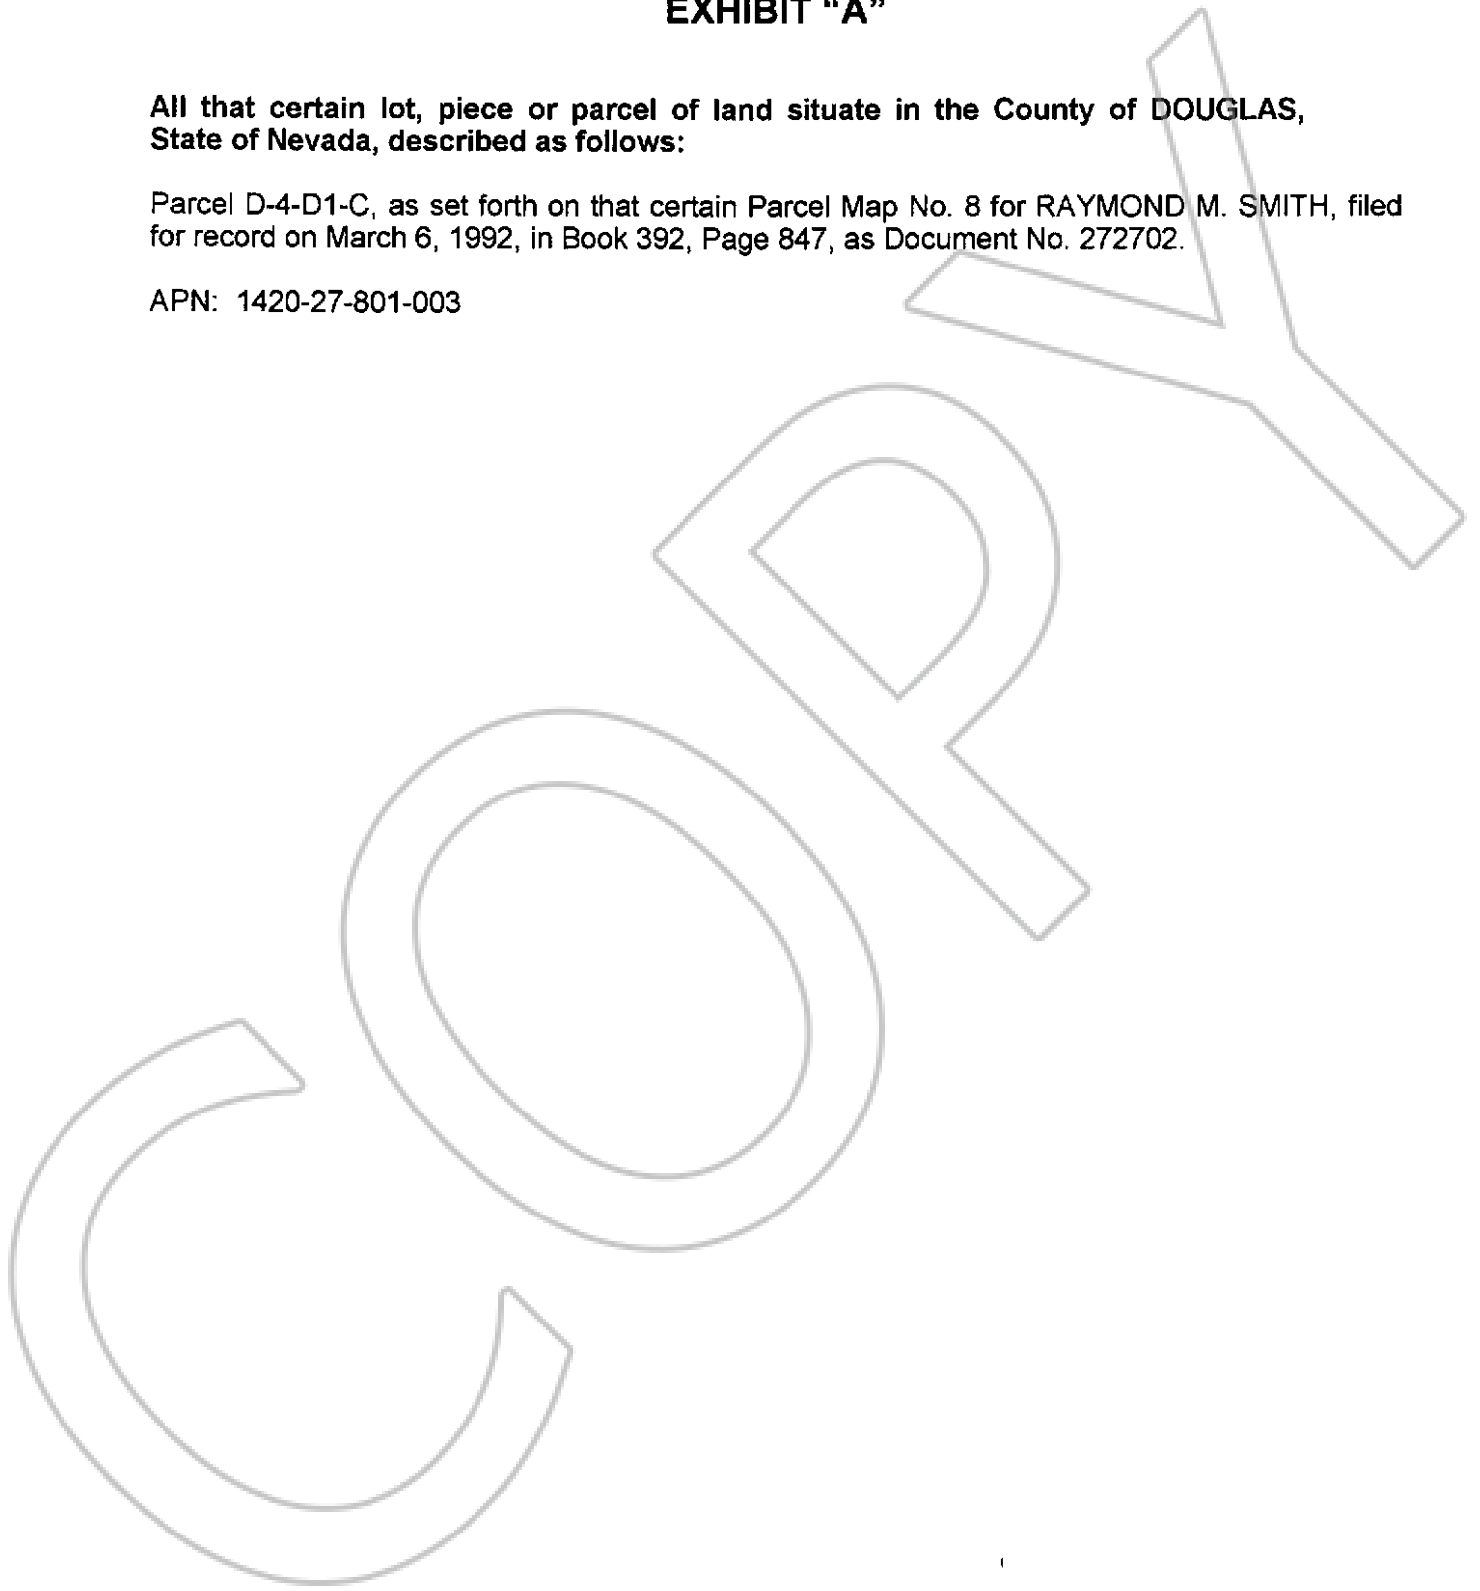 EXHIBIT “A”
All that certain lot, piece or parcel of land situate in the County of DOUGLAS,
State of Nevada, described as follows:
Parcel D-4-D1-C, as set forth on that certain Parcel Map No. 8 for RAYMOND M. SMITH, filed
for record on March 6, 1992, in Book 392, Page 847, as Document No. 272702.
APN: 1420-27-801-003
COPY